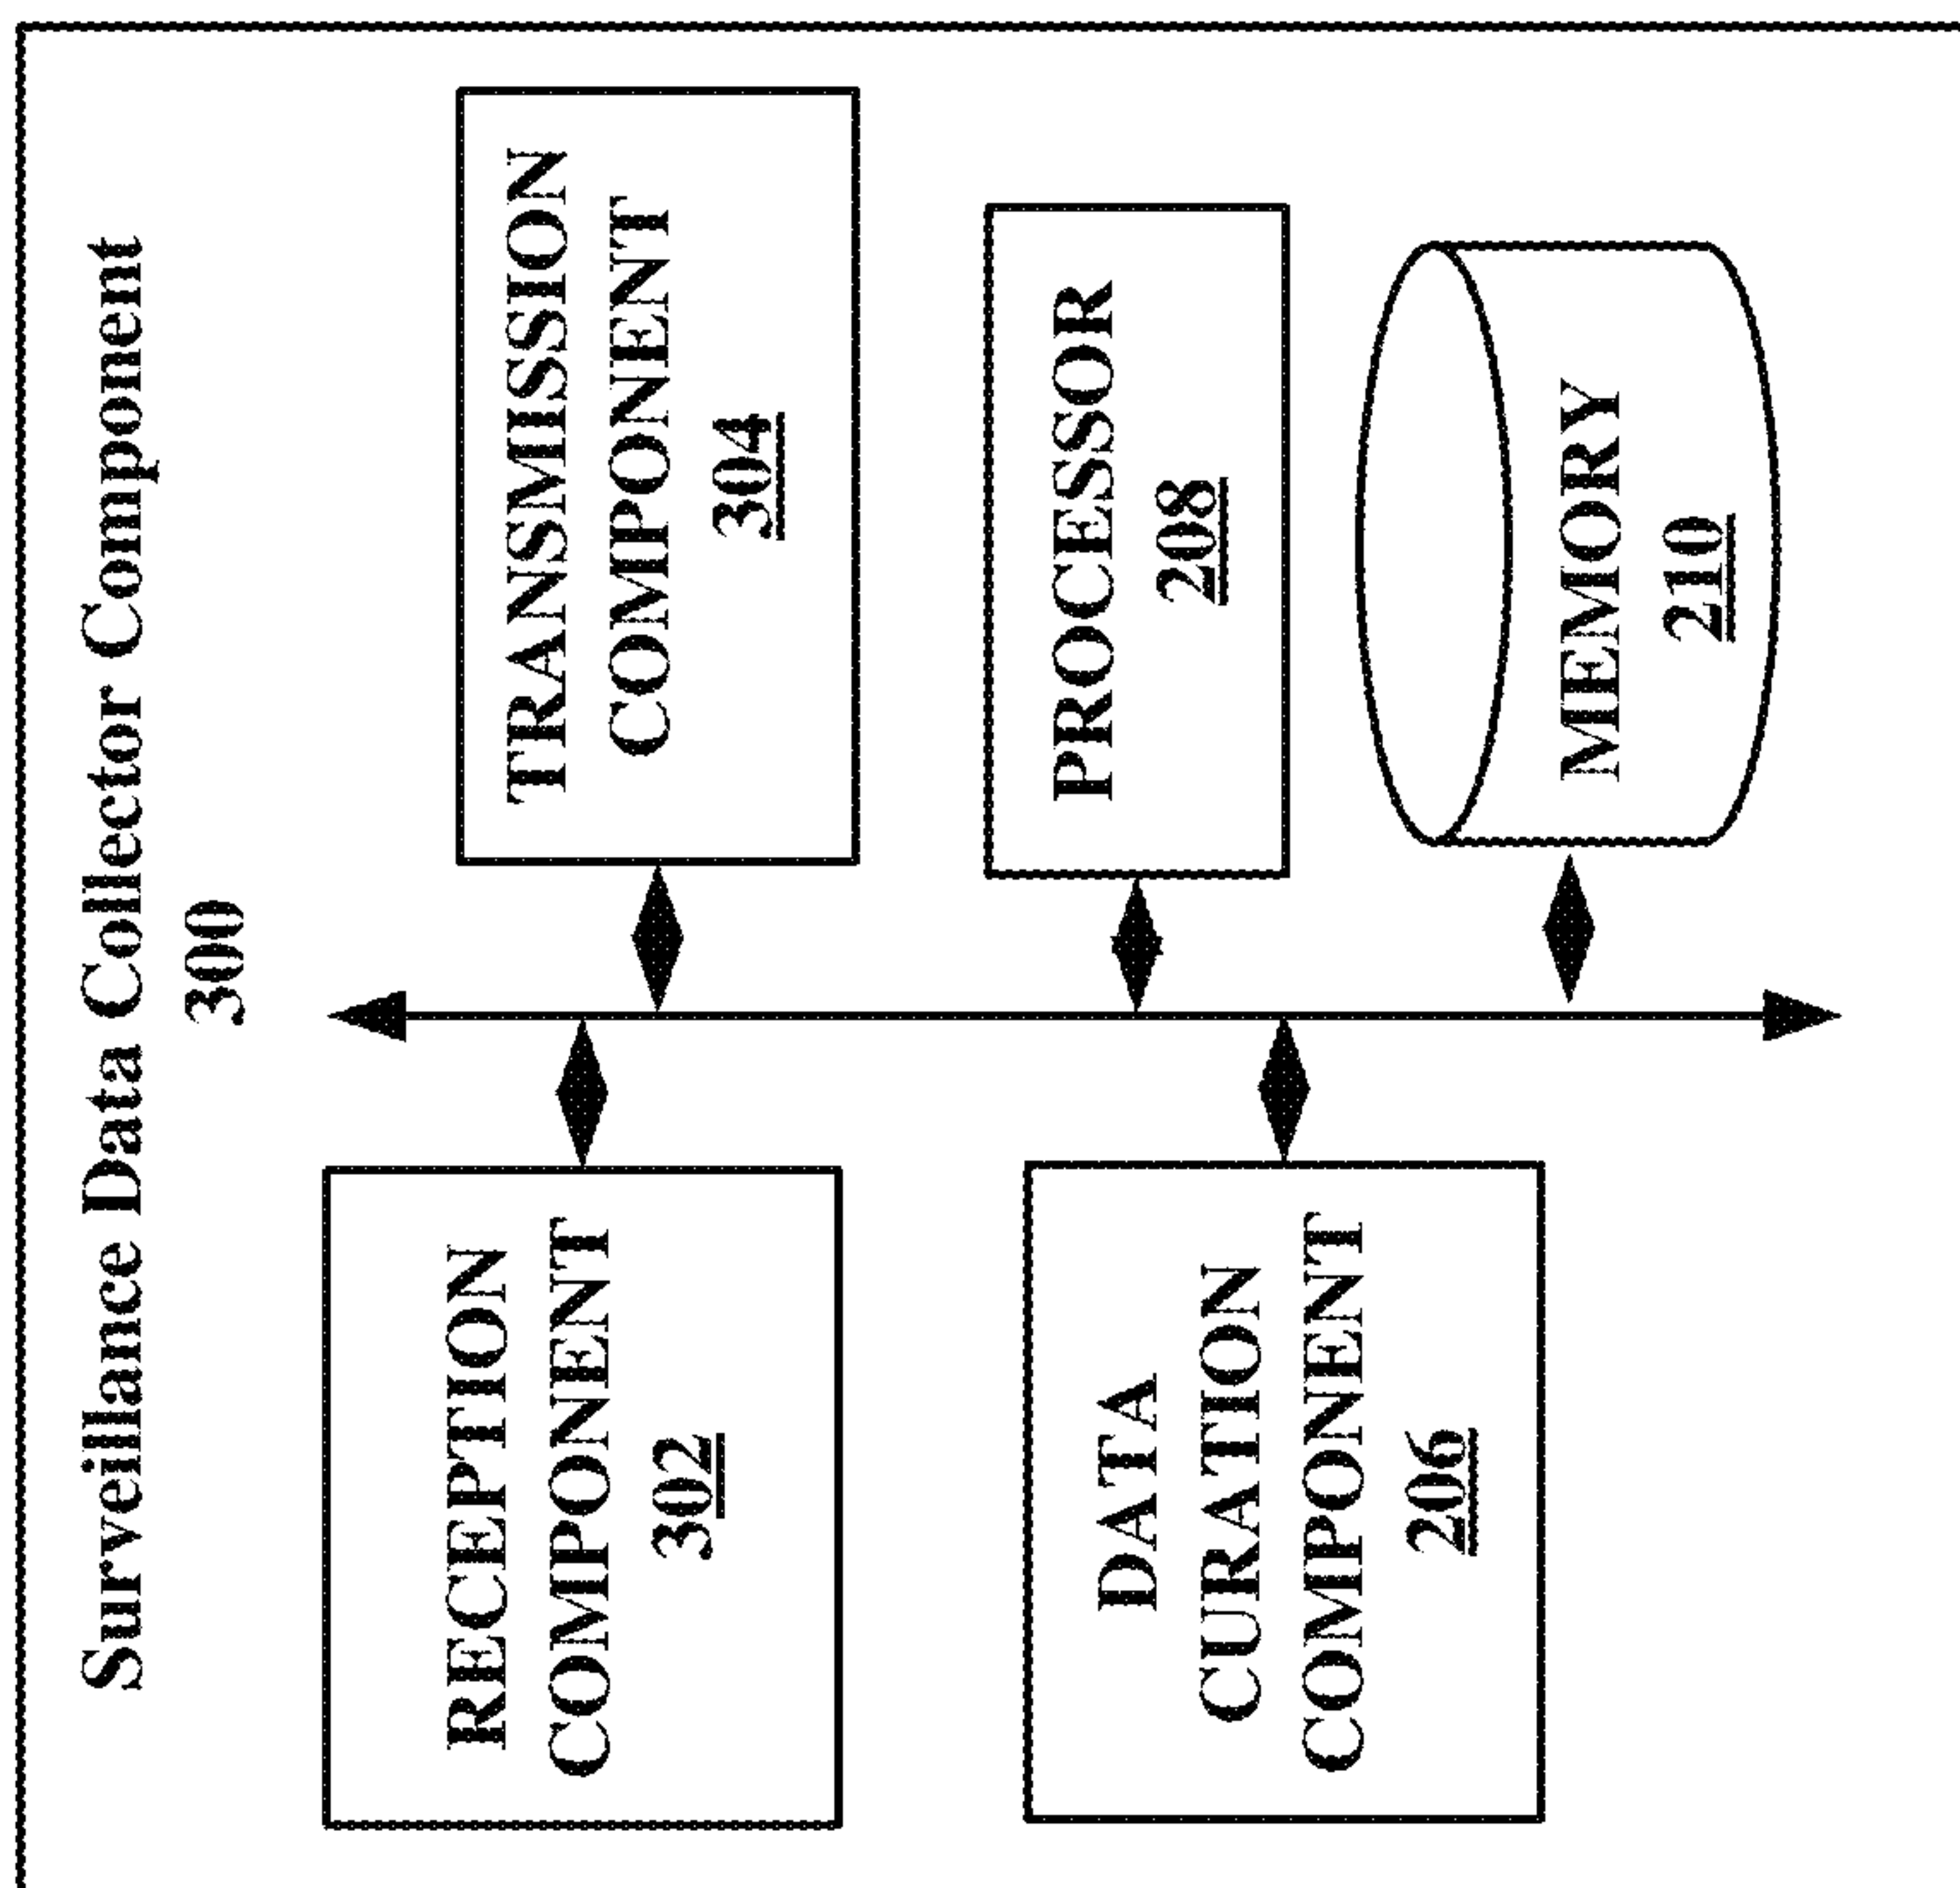 Surveillance Data Collector Component
300
RECEPTION
COMPONENT
302
TRANSMISSION
COMPONENT
304
DATA
CURATION
COMPONENT
206
PROCESSOR
208
MEMORY
210